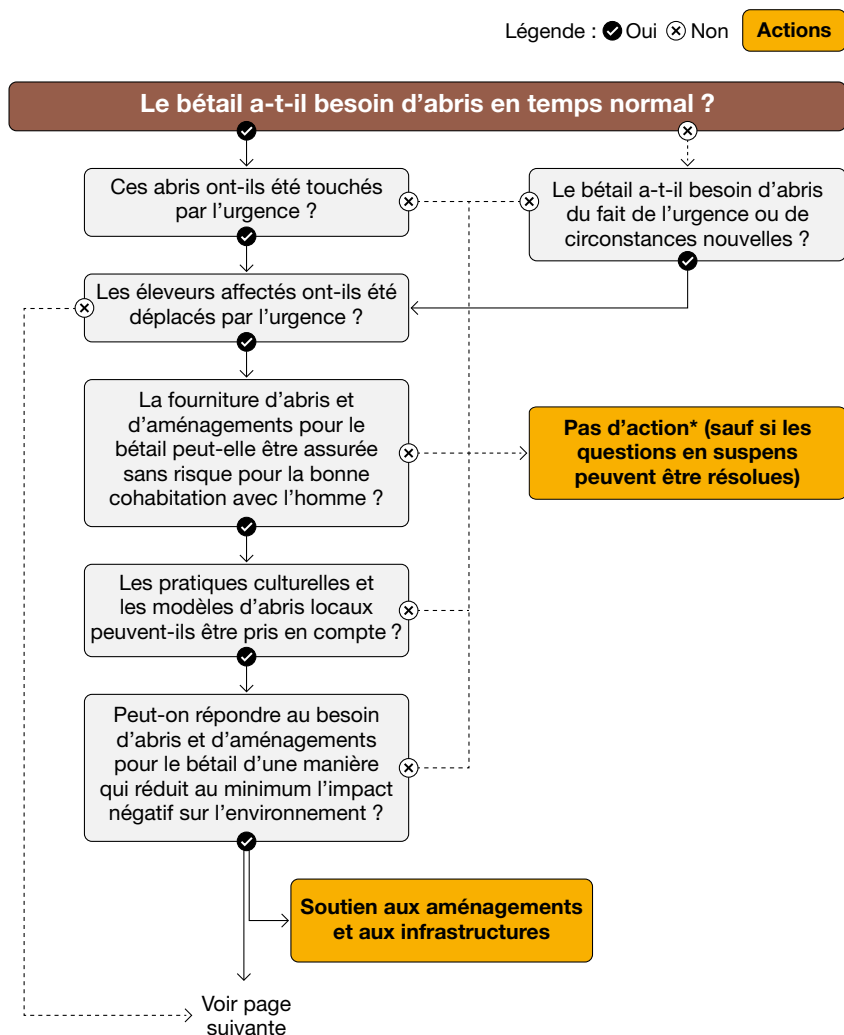 Légende : Oui Non Actions
Le bétail a-t-il besoin d'abris en temps normal ?
Ces abris ont-ils été touchés
par l'urgence ?
Le bétail a-t-il besoin d'abris
du fait de l'urgence ou de
circonstances nouvelles ?
Les éleveurs affectés ont-ils été
déplacés par l'urgence ?
La fourniture d'abris et
d'aménagements pour le
bétail peut-elle être assurée
sans risque pour la bonne
cohabitation avec l'homme ?
Pas d'action* (sauf si les
questions en suspens
peuvent être résolues)
Les pratiques culturelles et
les modèles d'abris locaux
peuvent-ils être pris en compte ?
Peut-on répondre au besoin
d'abris et d'aménagements
pour le bétail d'une manière
qui réduit au minimum l'impact
négatif sur l'environnement ?
Soutien aux aménagements
et aux infrastructures
Voir page
suivante